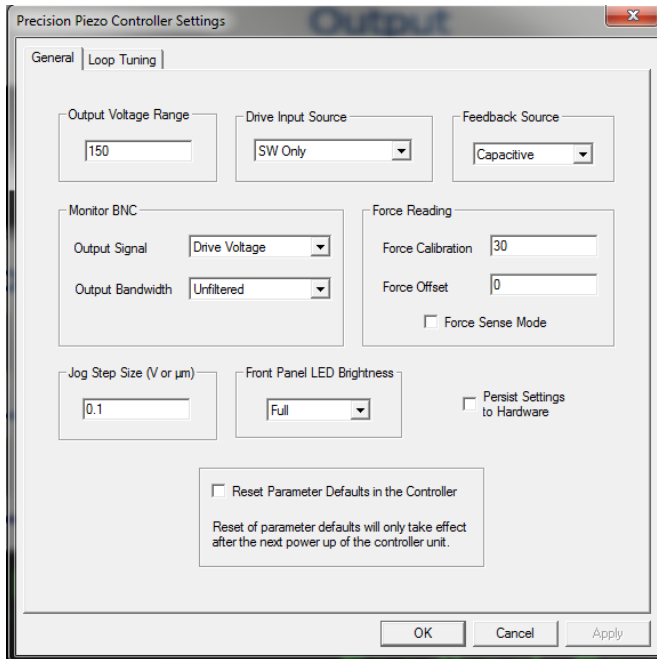 Output
Precision Piezo Controller Settings
General
Loop Tuning
Output Voltage Range
150
Drive Input Source
SW Only
Feedback Source
Capacitive
Monitor BNC
Output Signal
Drive Voltage
Output Bandwidth
Unfiltered
Force Reading
Force Calibration
30
Force Offset
0
Force Sense Mode
Jog Step Size (V or µm)
0.1
Front Panel LED Brightness
Full
Persist Settings
to Hardware
Reset Parameter Defaults in the Controller
Reset of parameter defaults will only take effect
after the next power up of the controller unit.
OK
Cancel
Apply